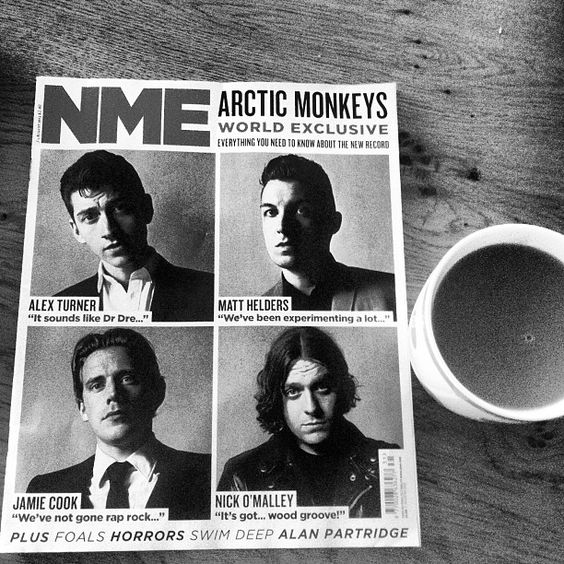 NME
ARCTIC MONKEYS
WORLD EXCLUSIVE
EVERYTHING YOU NEED TO KNOW ABOUT THE NEW RECORD
ALEX TURNER
"It sounds like Dr Dre..."
MATT HELDERS
"We've been experimenting a lot..."
JAMIE COOK
"We've not gone rap rock..."
NICK O'MALLEY
"It's got... wood groove!"
PLUS FOALS HORRORS SWIM DEEP ALAN PARTRIDGE